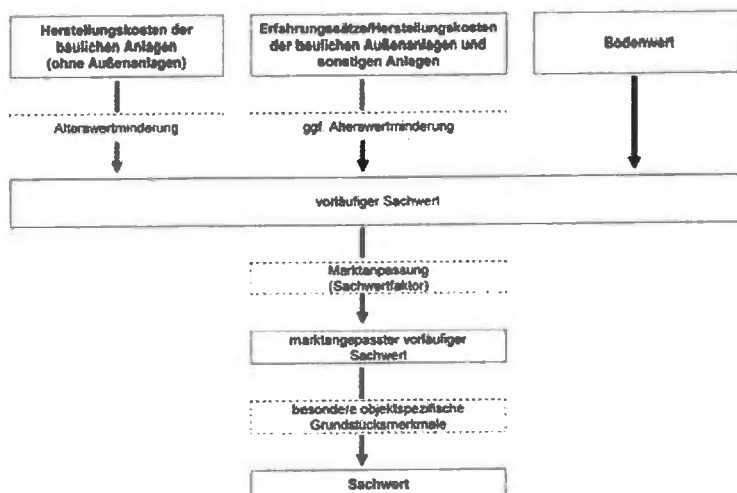 Herstellungskosten der
baulichen Anlagen
(ohne Außenanlagen)
Erfahrungssätze/Herstellungskosten
der baulichen Außenanlagen und
sonstigen Anlagen
Bodenwert
Alterswertminderung
ggf. Alterswertminderung
vorläufiger Sachwert
Marktanpassung
(Sachwertfaktor)
marktangepasster vorläufiger
Sachwert
besondere objektspezifische
Grundstücksmerkmale
Sachwert